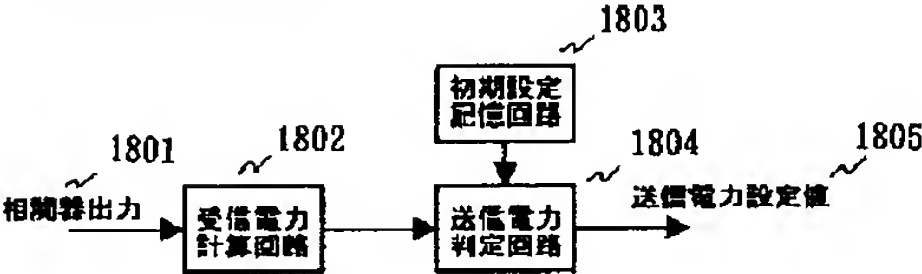 1803
初期設定
記憶回路
1801
1802
1804
1805
相関器出力
受信電力
計算回路
送信電力
判定回路
送信電力設定値